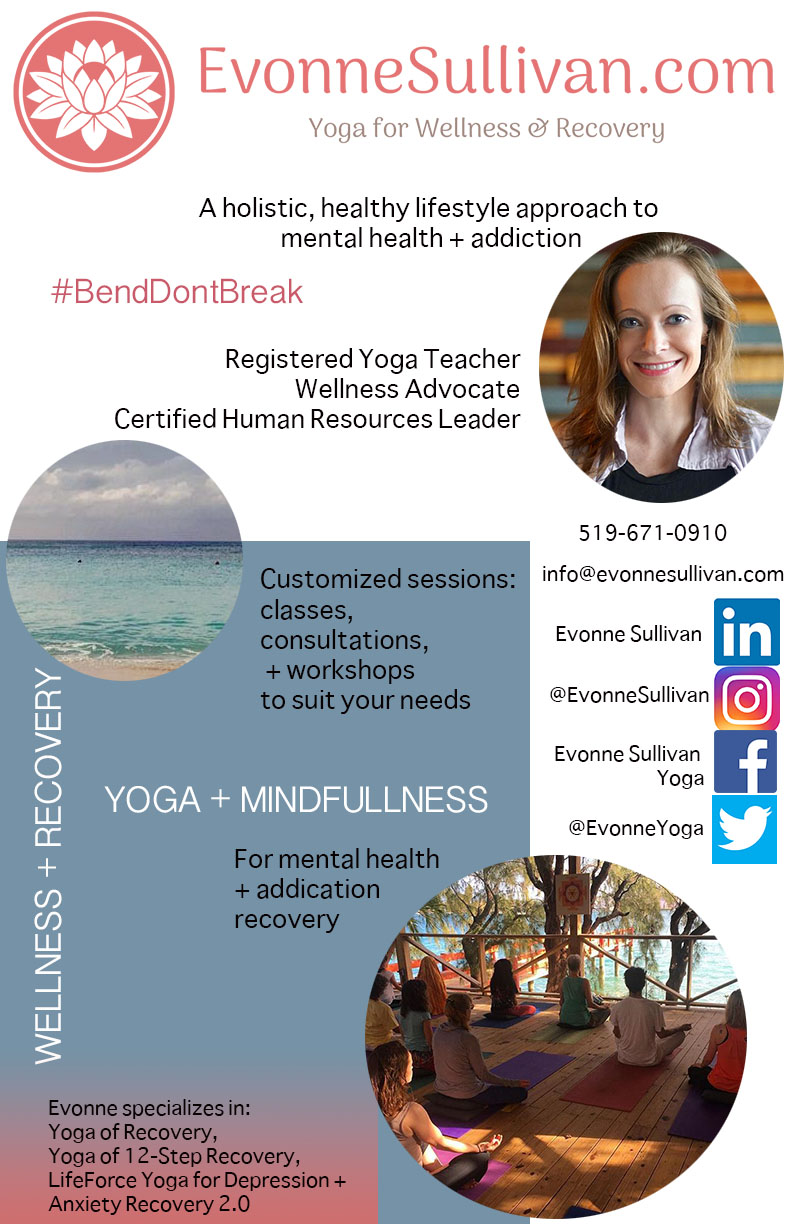 EvonneSullivan.com
Yoga for Wellness & Recovery
A holistic, healthy lifestyle approach to
mental health + addiction
#BendDontBreak
Registered Yoga Teacher
Wellness Advocate
Certified Human Resources Leader
519-671-0910
info@evonnesullivan.com
Evonne Sullivan
in
@EvonneSullivan
Evonne Sullivan
Yoga
f
@EvonneYoga
Customized sessions:
classes,
consultations,
+ workshops
to suit your needs
WELLNESS + RECOVERY
YOGA + MINDFULLNESS
For mental health
+ addication
recovery
Evonne specializes in:
Yoga of Recovery,
Yoga of 12-Step Recovery,
LifeForce Yoga for Depression +
Anxiety Recovery 2.0